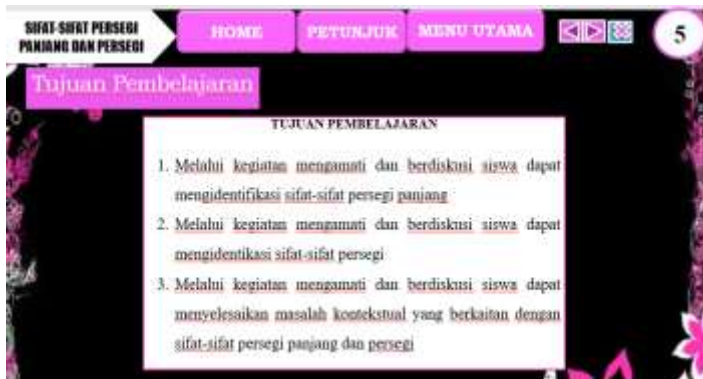 SIFAT-SIFAT PERSEGI
PANJANG DAN PERSEGI
HOME
PETUNJUK
MENU UTAMA
5
Tujuan Pembelajaran
TUJUAN PEMBELAJARAN
1. Melalui kegiatan mengamati dan berdiskusi siswa dapat
mengidentifikasi sifat-sifat persegi panjang
2. Melalui kegiatan mengamati dan berdiskusi siswa dapat
mengidentikasi sifat-sifat persegi
3. Melalui kegiatan mengamati dan berdiskusi siswa dapat
menyelesaikan masalah kontekstual yang berkaitan dengan
sifat-sifat persegi panjang dan persegi